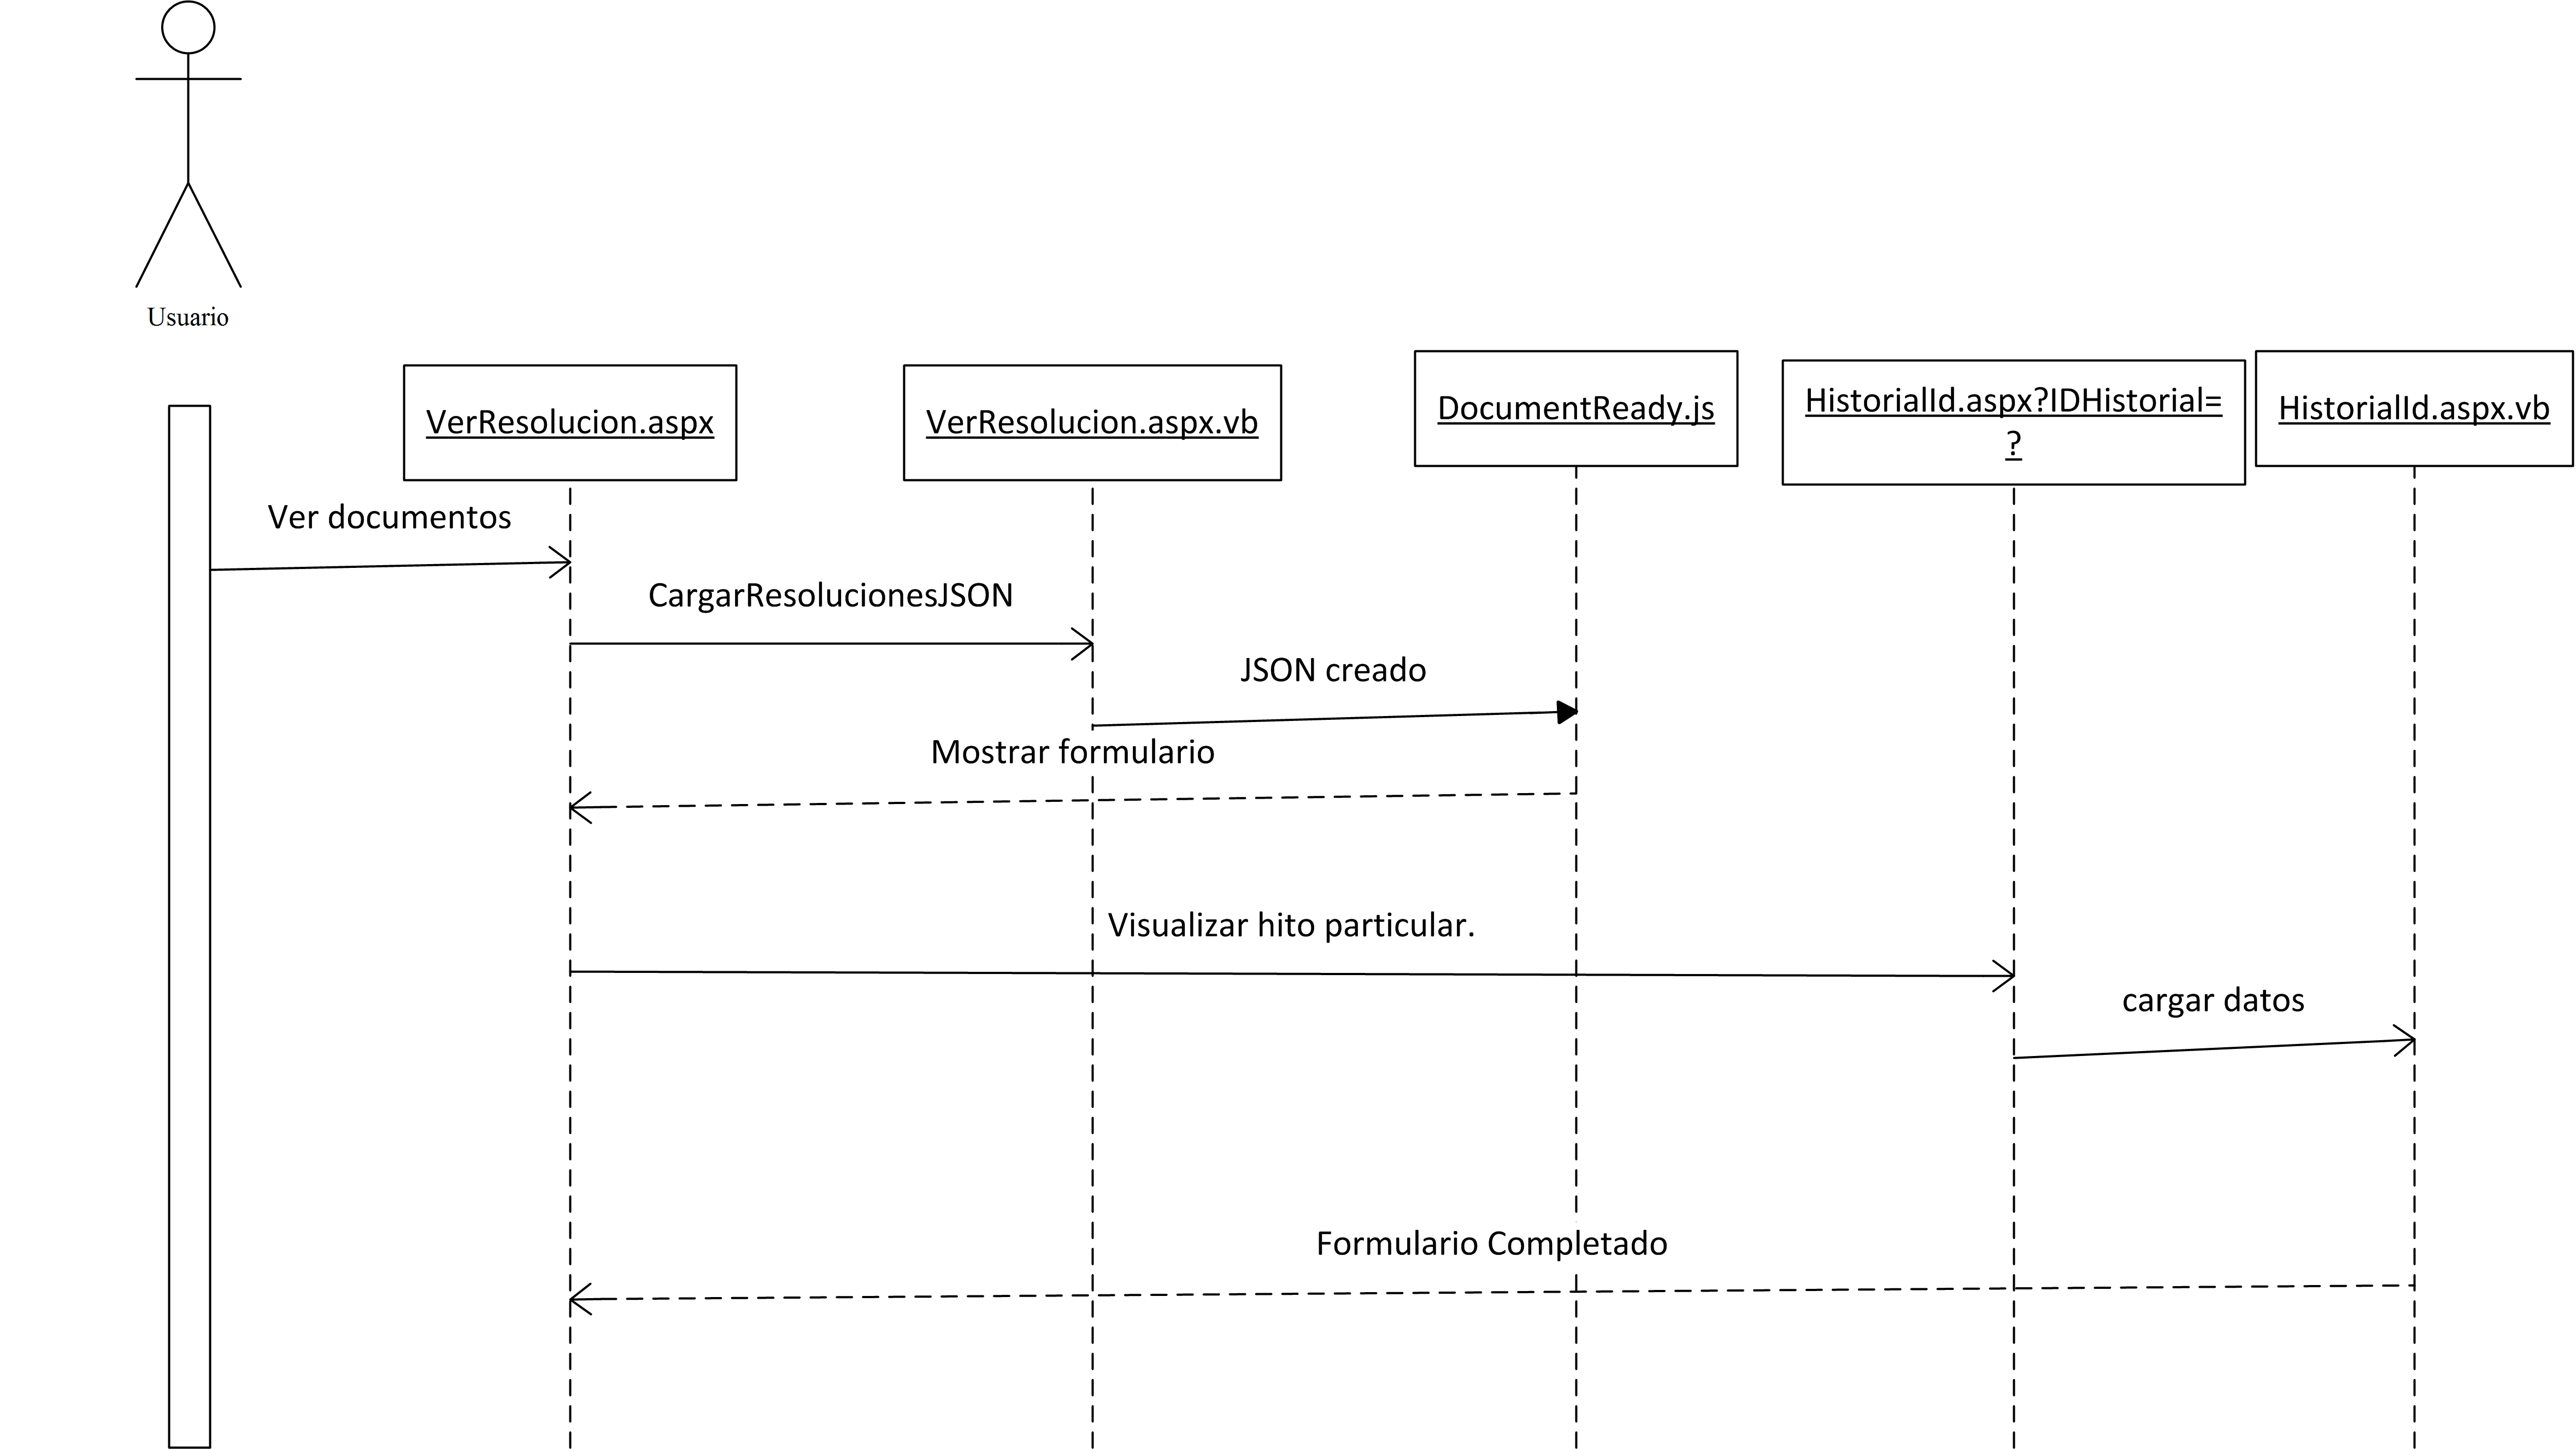 Usuario
VerResolucion.aspx
VerResolucion.aspx.vb
DocumentReady.js
HistorialId.aspx?IDHistorial=
?
HistorialId.aspx.vb
Ver documentos
CargarResolucionesJSON
JSON creado
Mostrar formulario
Visualizar hito particular.
cargar datos
Formulario Completado